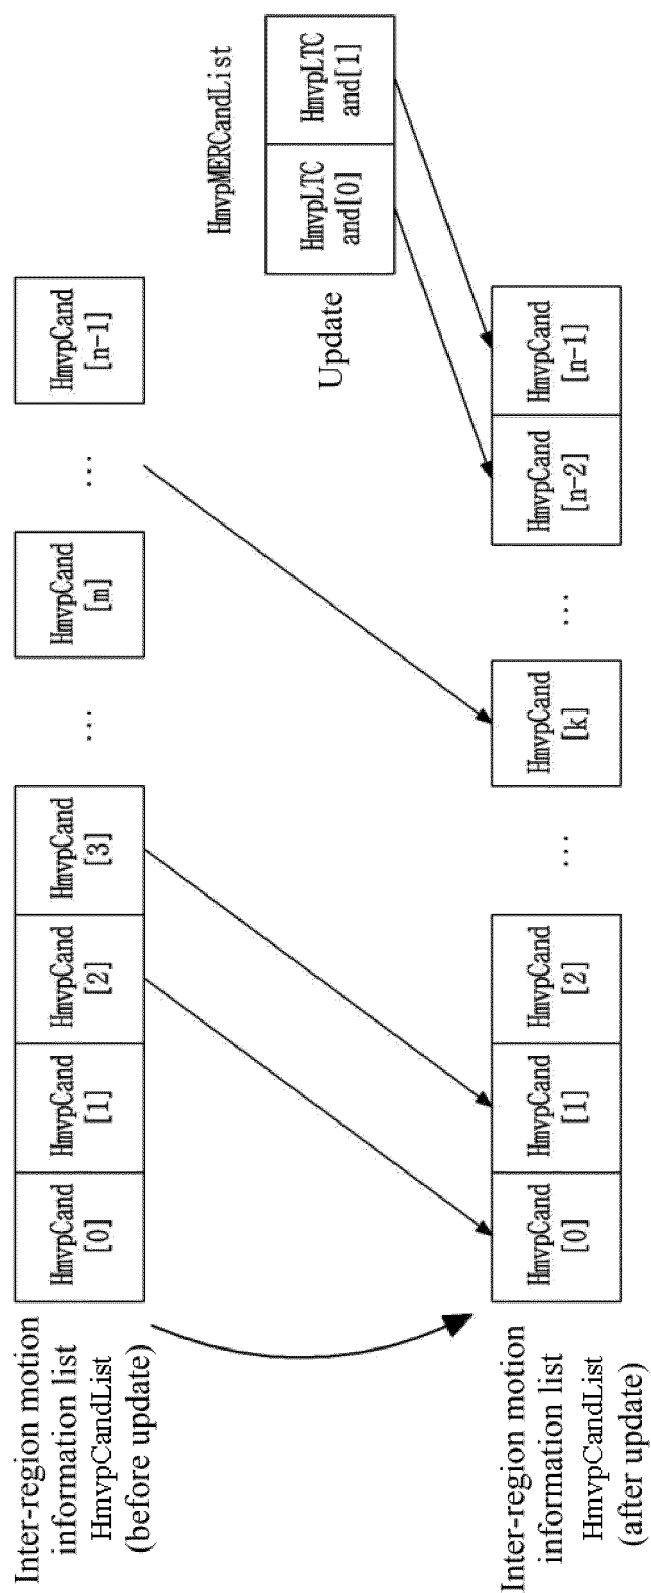 Inter-region motion
information list
HmvpCandList
(before update)
HmvpCand
[0]
HmvpCand
[1]
HmvpCand
[2]
HmvpCand
[3]
...
HmvpCand
[m]
...
HmvpCand
[n-1]
HmvpMERCandList
HmvpLTC
and[0]
HmvpLTC
and[1]
Update
Inter-region motion
information list
HmvpCandList
(after update)
HmvpCand
[0]
HmvpCand
[1]
HmvpCand
[2]
...
HmvpCand
[k]
...
HmvpCand
[n-2]
HmvpCand
[n-1]